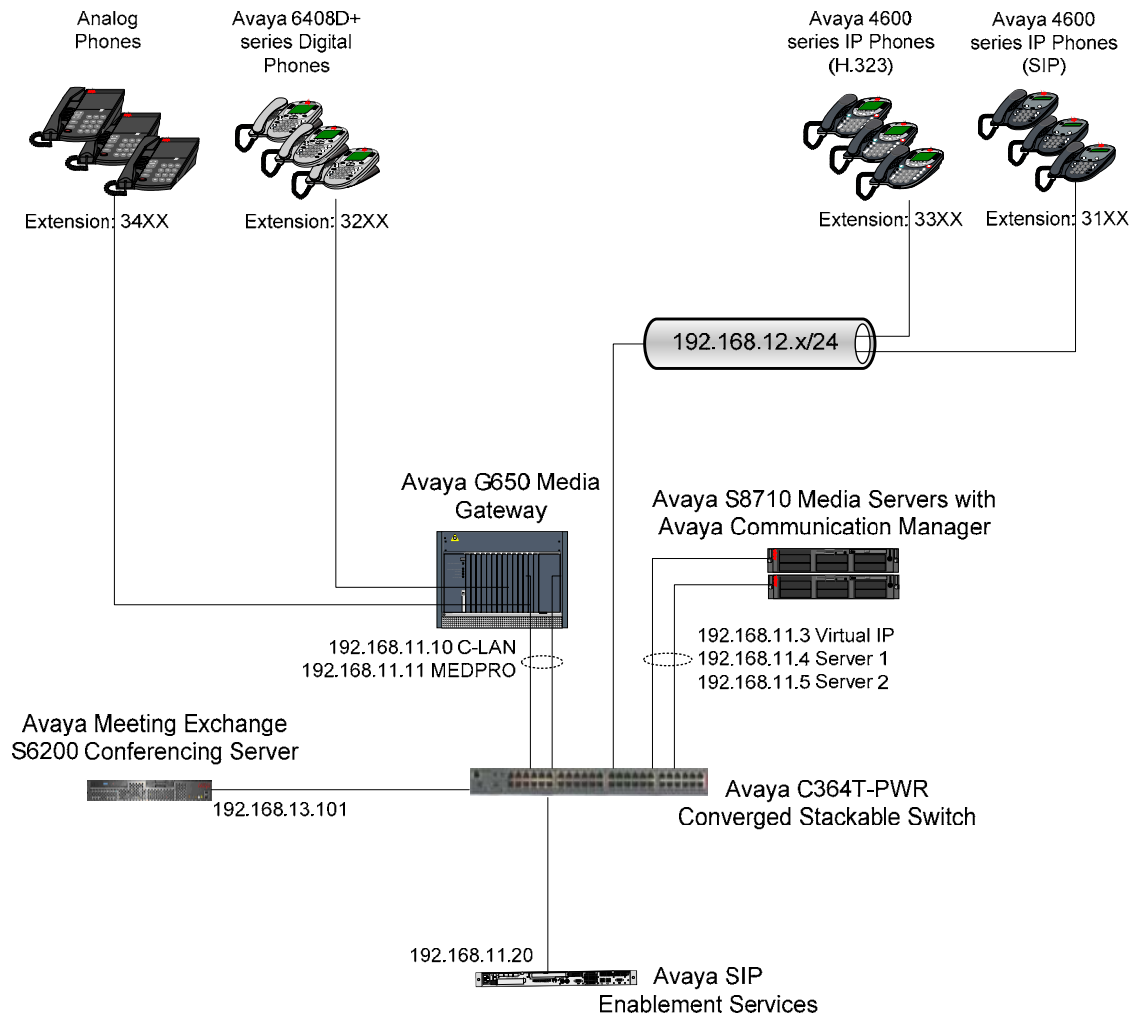 Analog
Phones
Avaya 6408D+
series Digital
Phones
Avaya 4600
series IP Phones
(H.323)
Avaya 4600
series IP Phones
(SIP)
Extension: 34XX
Extension: 32XX
Extension: 33XX
Extension: 31XX
192.168.12.x/24
Avaya G650 Media
Gateway
Avaya S8710 Media Servers with
Avaya Communication Manager
192.168.11.10 C-LAN
192.168.11.11 MEDPRO
192.168.11.3 Virtual IP
192.168.11.4 Server 1
192.168.11.5 Server 2
Avaya Meeting Exchange
S6200 Conferencing Server
192.168.13.101
Avaya C364T-PWR
Converged Stackable Switch
192.168.11.20
Avaya SIP
Enablement Services